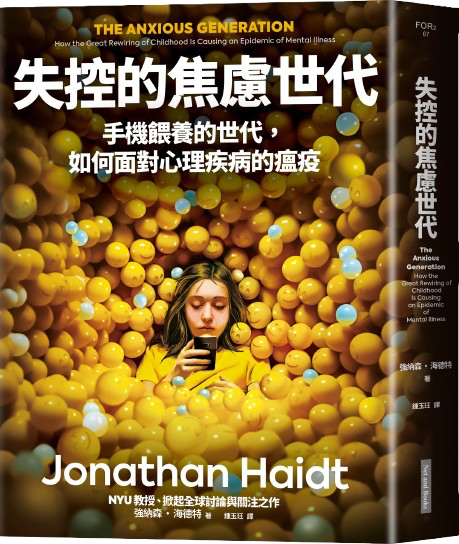 THE ANXIOUS GENERATION
How the Great Rewiring of Childhood Is Causing an Epidemic of Mental Illness
失控的焦慮世代
手機餵養的世代，
如何面對心理疾病的瘟疫
Jonathan Haidt
NYU教授、掀起全球討論與關注之作
強納森・海德特 著 鍾玉玨 譯
FOR2
67
失控的焦慮世代
The
Anxious
Generation
How the
Great Rewiring of
Childhood
Is Causing
an Epidemic
of
Mental Illness
強納森・海德特
著
鍾玉玨 譯
Net and Books